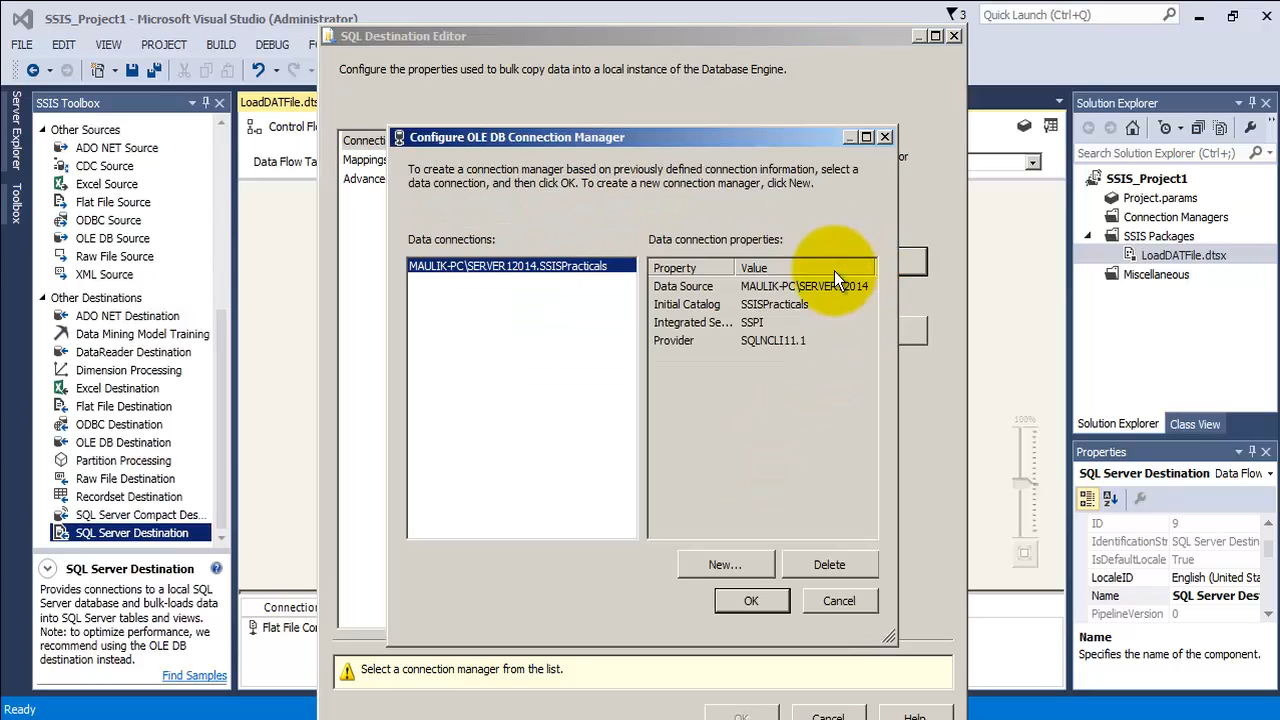 SSIS_Project1 - Microsoft Visual Studio (Administrator)
3
Quick Launch (Ctrl+Q)
FILE EDIT VIEW PROJECT BUILD DEBUG
SQL Destination Editor
Configure the properties used to bulk copy data into a local instance of the Database Engine.
Server Explorer
Toolbox
SSIS Toolbox
Other Sources
ADO NET Source
CDC Source
Excel Source
Flat File Source
ODBC Source
OLE DB Source
Raw File Source
XML Source
Other Destinations
ADO NET Destination
Data Mining Model Training
DataReader Destination
Dimension Processing
Excel Destination
Flat File Destination
ODBC Destination
OLE DB Destination
Partition Processing
Raw File Destination
Recordset Destination
SQL Server Compact Des...
SQL Server Destination
SQL Server Destination
Provides connections to a local SQL
Server database and bulk-loads data
into SQL Server tables and views.
Note: to optimize performance, we
recommend using the OLE DB
destination instead.
Find Samples
LoadDATFile.dts
Control Fl
Data Flow Ta
Connectio
Flat File Co
Connecti
Mappings
Advance
or
Configure OLE DB Connection Manager
To create a connection manager based on previously defined connection information, select a
data connection, and then click OK. To create a new connection manager, click New.
Data connections:
MAULIK-PC\SERVER12014.SSISPracticals
Data connection properties:
Property Value
Data Source MAULIK-PC\SERVER12014
Initial Catalog SSISPracticals
Integrated Se... SSPI
Provider SQLNCLI11.1
New... Delete
OK Cancel
Select a connection manager from the list.
OK Cancel Help
100%
Solution Explorer
Search Solution Explorer (Ctrl+;)
SSIS_Project1
Project.params
Connection Managers
SSIS Packages
LoadDATFile.dtsx
Miscellaneous
Solution Explorer Class View
Properties
SQL Server Destination Data Flow
ID 9
IdentificationStr SQL Server Destin
IsDefaultLocale True
LocaleID English (United Sta
Name SQL Server Des
PipelineVersion 0
Name
Specifies the name of the component.
Ready